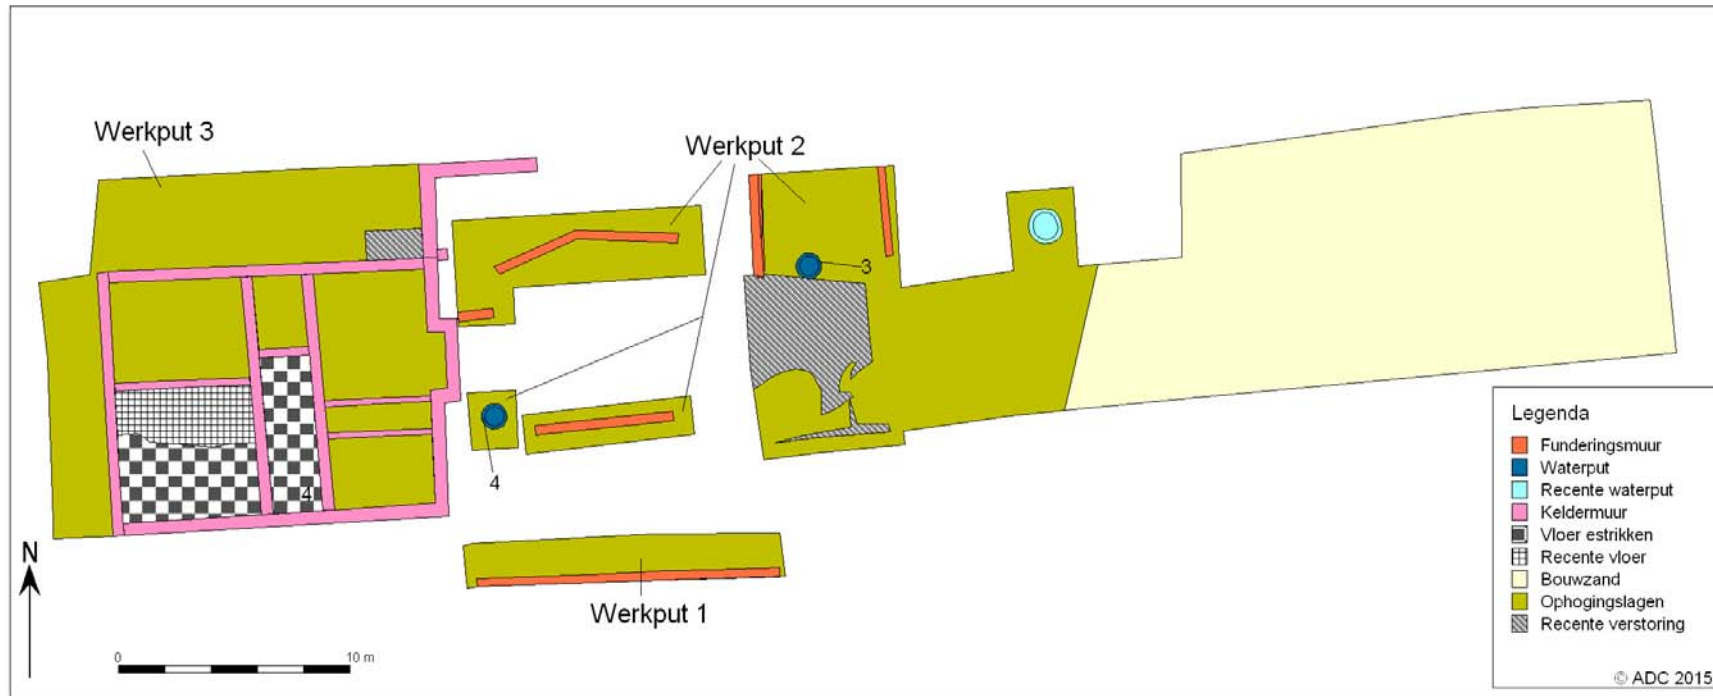 Werkput 3
Werkput 2
3
4
4
Werkput 1
N
0
10 m
Legenda
Funderingsmuur
Waterput
Recente waterput
Keldermuur
Vloer estrikken
Recente vloer
Bouwzand
Ophogingslagen
Recente verstoring
© ADC 2015